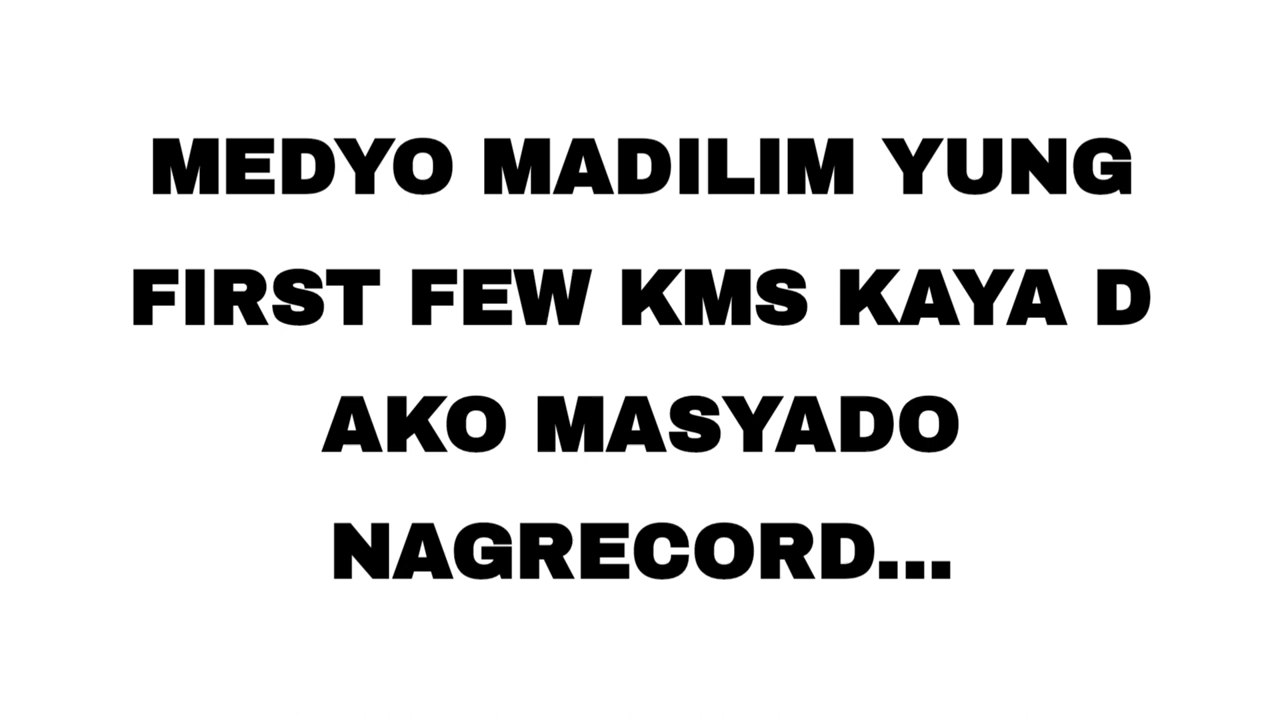 MEDYO MADILIM YUNG
FIRST FEW KMS KAYA D
AKO MASYADO
NAGRECORD...